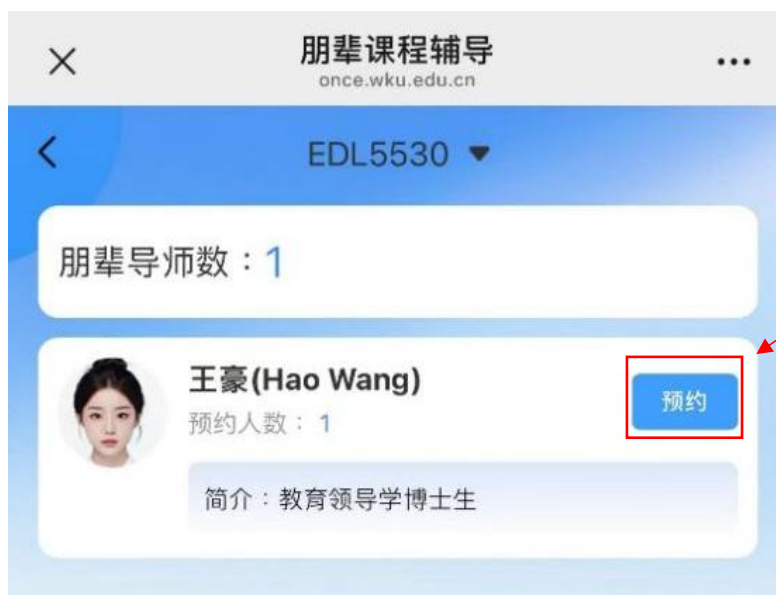 朋辈课程辅导
once.wku.edu.cn
EDL5530
朋辈导师数：1
王豪(Hao Wang)
预约人数：1
预约
简介：教育领导学博士生